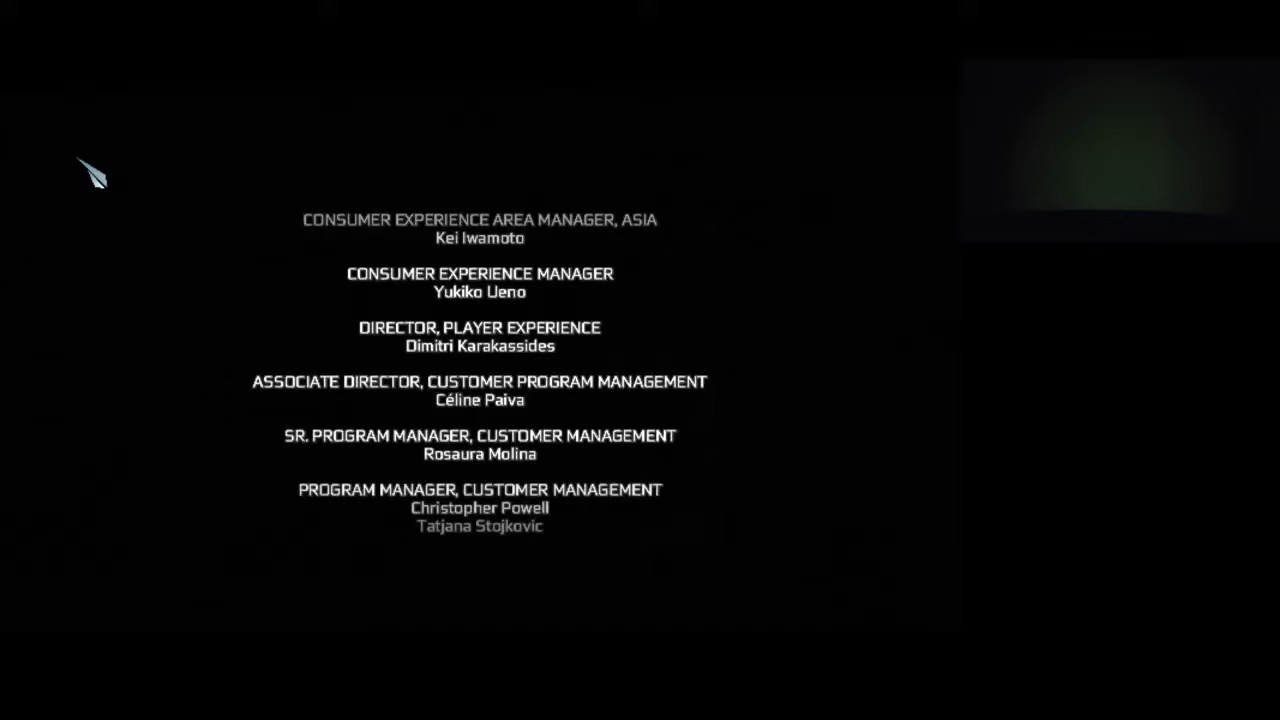 CONSUMER EXPERIENCE AREA MANAGER, ASIA
Kei Iwamoto
CONSUMER EXPERIENCE MANAGER
Yukiko Ueno
DIRECTOR, PLAYER EXPERIENCE
Dimitri Karakassides
ASSOCIATE DIRECTOR, CUSTOMER PROGRAM MANAGEMENT
Céline Paiva
SR. PROGRAM MANAGER, CUSTOMER MANAGEMENT
Rosaura Molina
PROGRAM MANAGER, CUSTOMER MANAGEMENT
Christopher Powell
Tatjana Stojkovic